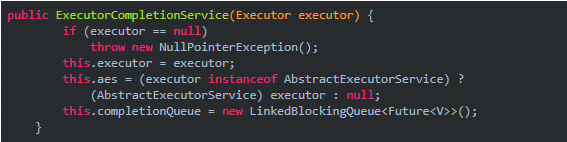 public ExecutorCompletionService(Executor executor) {
        if (executor == null)
            throw new NullPointerException();
        this.executor = executor;
        this.aes = (executor instanceof AbstractExecutorService) ?
            (AbstractExecutorService) executor : null;
        this.completionQueue = new LinkedBlockingQueue<Future<V>>();
    }